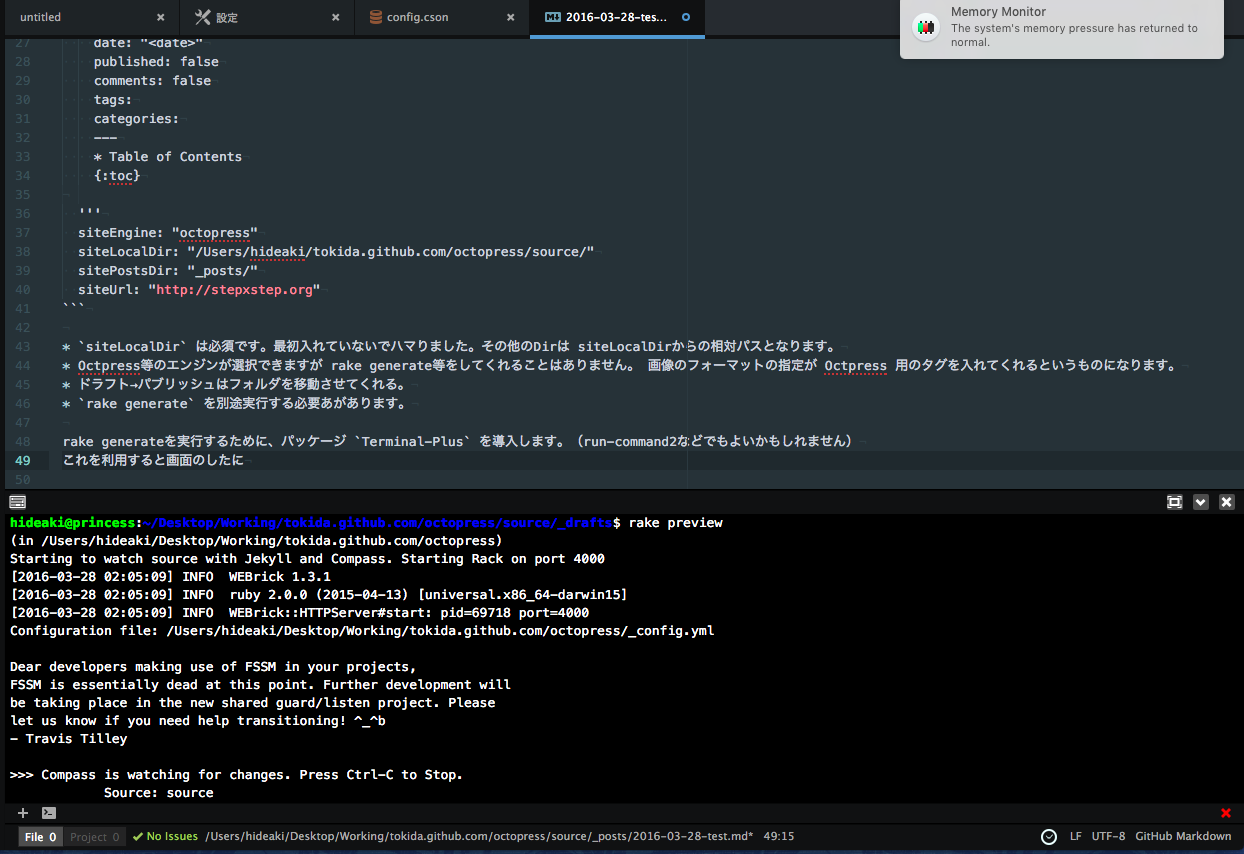 untitled
設定
config.cson
2016-03-28-tes...
Memory Monitor
The system's memory pressure has returned to
normal.
27 date: "<date>"
28 published: false
29 comments: false
30 tags:
31 categories:
32 ---
33 * Table of Contents
34 {:toc}
35
36 '''
37 siteEngine: "octopress"
38 siteLocalDir: "/Users/hideaki/tokida.github.com/octopress/source/"
39 sitePostsDir: "_posts/"
40 siteUrl: "http://stepxstep.org"
41 ```
42
43 * `siteLocalDir` は必須です。最初入れていないでハマりました。その他のDirは siteLocalDirからの相対パスとなります。
44 * Octpress等のエンジンが選択できますが rake generate等をしてくれることはありません。 画像のフォーマットの指定が Octpress 用のタグを入れてくれるというものになります。
45 * ドラフト→パブリッシュはフォルダを移動させてくれる。
46 * `rake generate` を別途実行する必要あがあります。
47
48 rake generateを実行するために、パッケージ `Terminal-Plus` を導入します。（run-command2などでもよいかもしれません）
49 これを利用すると画面のしたに
50
hideaki@princess:~/Desktop/Working/tokida.github.com/octopress/source/_drafts$ rake preview
(in /Users/hideaki/Desktop/Working/tokida.github.com/octopress)
Starting to watch source with Jekyll and Compass. Starting Rack on port 4000
[2016-03-28 02:05:09] INFO  WEBrick 1.3.1
[2016-03-28 02:05:09] INFO  ruby 2.0.0 (2015-04-13) [universal.x86_64-darwin15]
[2016-03-28 02:05:09] INFO  WEBrick::HTTPServer#start: pid=69718 port=4000
Configuration file: /Users/hideaki/Desktop/Working/tokida.github.com/octopress/_config.yml
Dear developers making use of FSSM in your projects,
FSSM is essentially dead at this point. Further development will
be taking place in the new shared guard/listen project. Please
let us know if you need help transitioning! ^_^b
- Travis Tilley
>>> Compass is watching for changes. Press Ctrl-C to Stop.
Source: source
File 0 Project 0 No Issues /Users/hideaki/Desktop/Working/tokida.github.com/octopress/source/_posts/2016-03-28-test.md* 49:15 LF UTF-8 GitHub Markdown